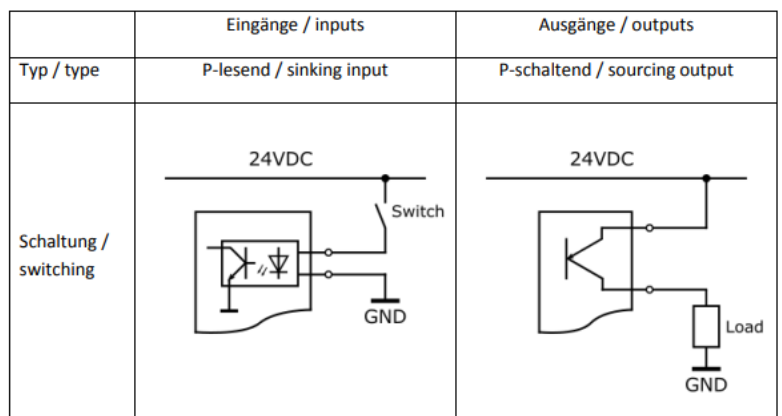 Eingänge / inputs
Ausgänge / outputs
Typ / type
P-lesend / sinking input
P-schaltend / sourcing output
Schaltung /
switching
24VDC
Switch
GND
24VDC
Load
GND